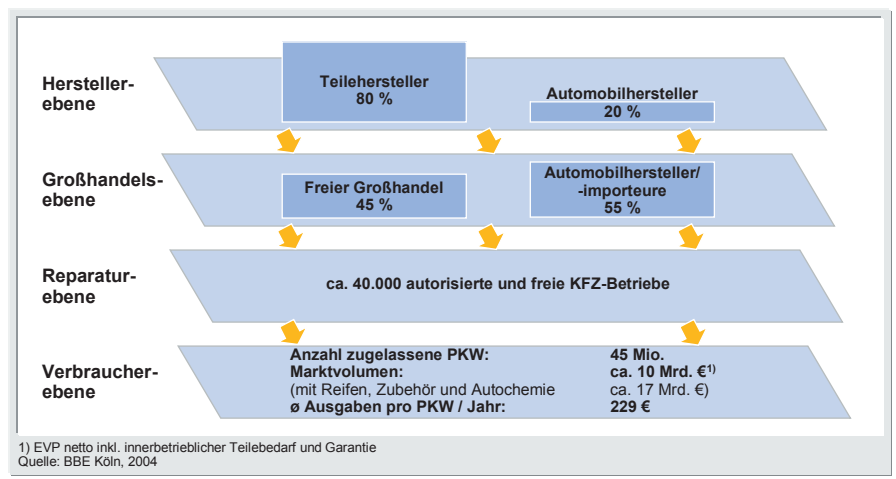 Hersteller-
ebene
Teilehersteller
80 %
Automobilhersteller
20 %
Großhandels-
ebene
Freier Großhandel
45 %
Automobilhersteller/
-importeure
55 %
Reparatur-
ebene
ca. 40.000 autorisierte und freie KFZ-Betriebe
Verbraucher-
ebene
Anzahl zugelassene PKW: 45 Mio.
Marktvolumen: ca. 10 Mrd. €1)
(mit Reifen, Zubehör und Autochemie ca. 17 Mrd. €)
ø Ausgaben pro PKW / Jahr: 229 €
1) EVP netto inkl. innerbetrieblicher Teilebedarf und Garantie
Quelle: BBE Köln, 2004